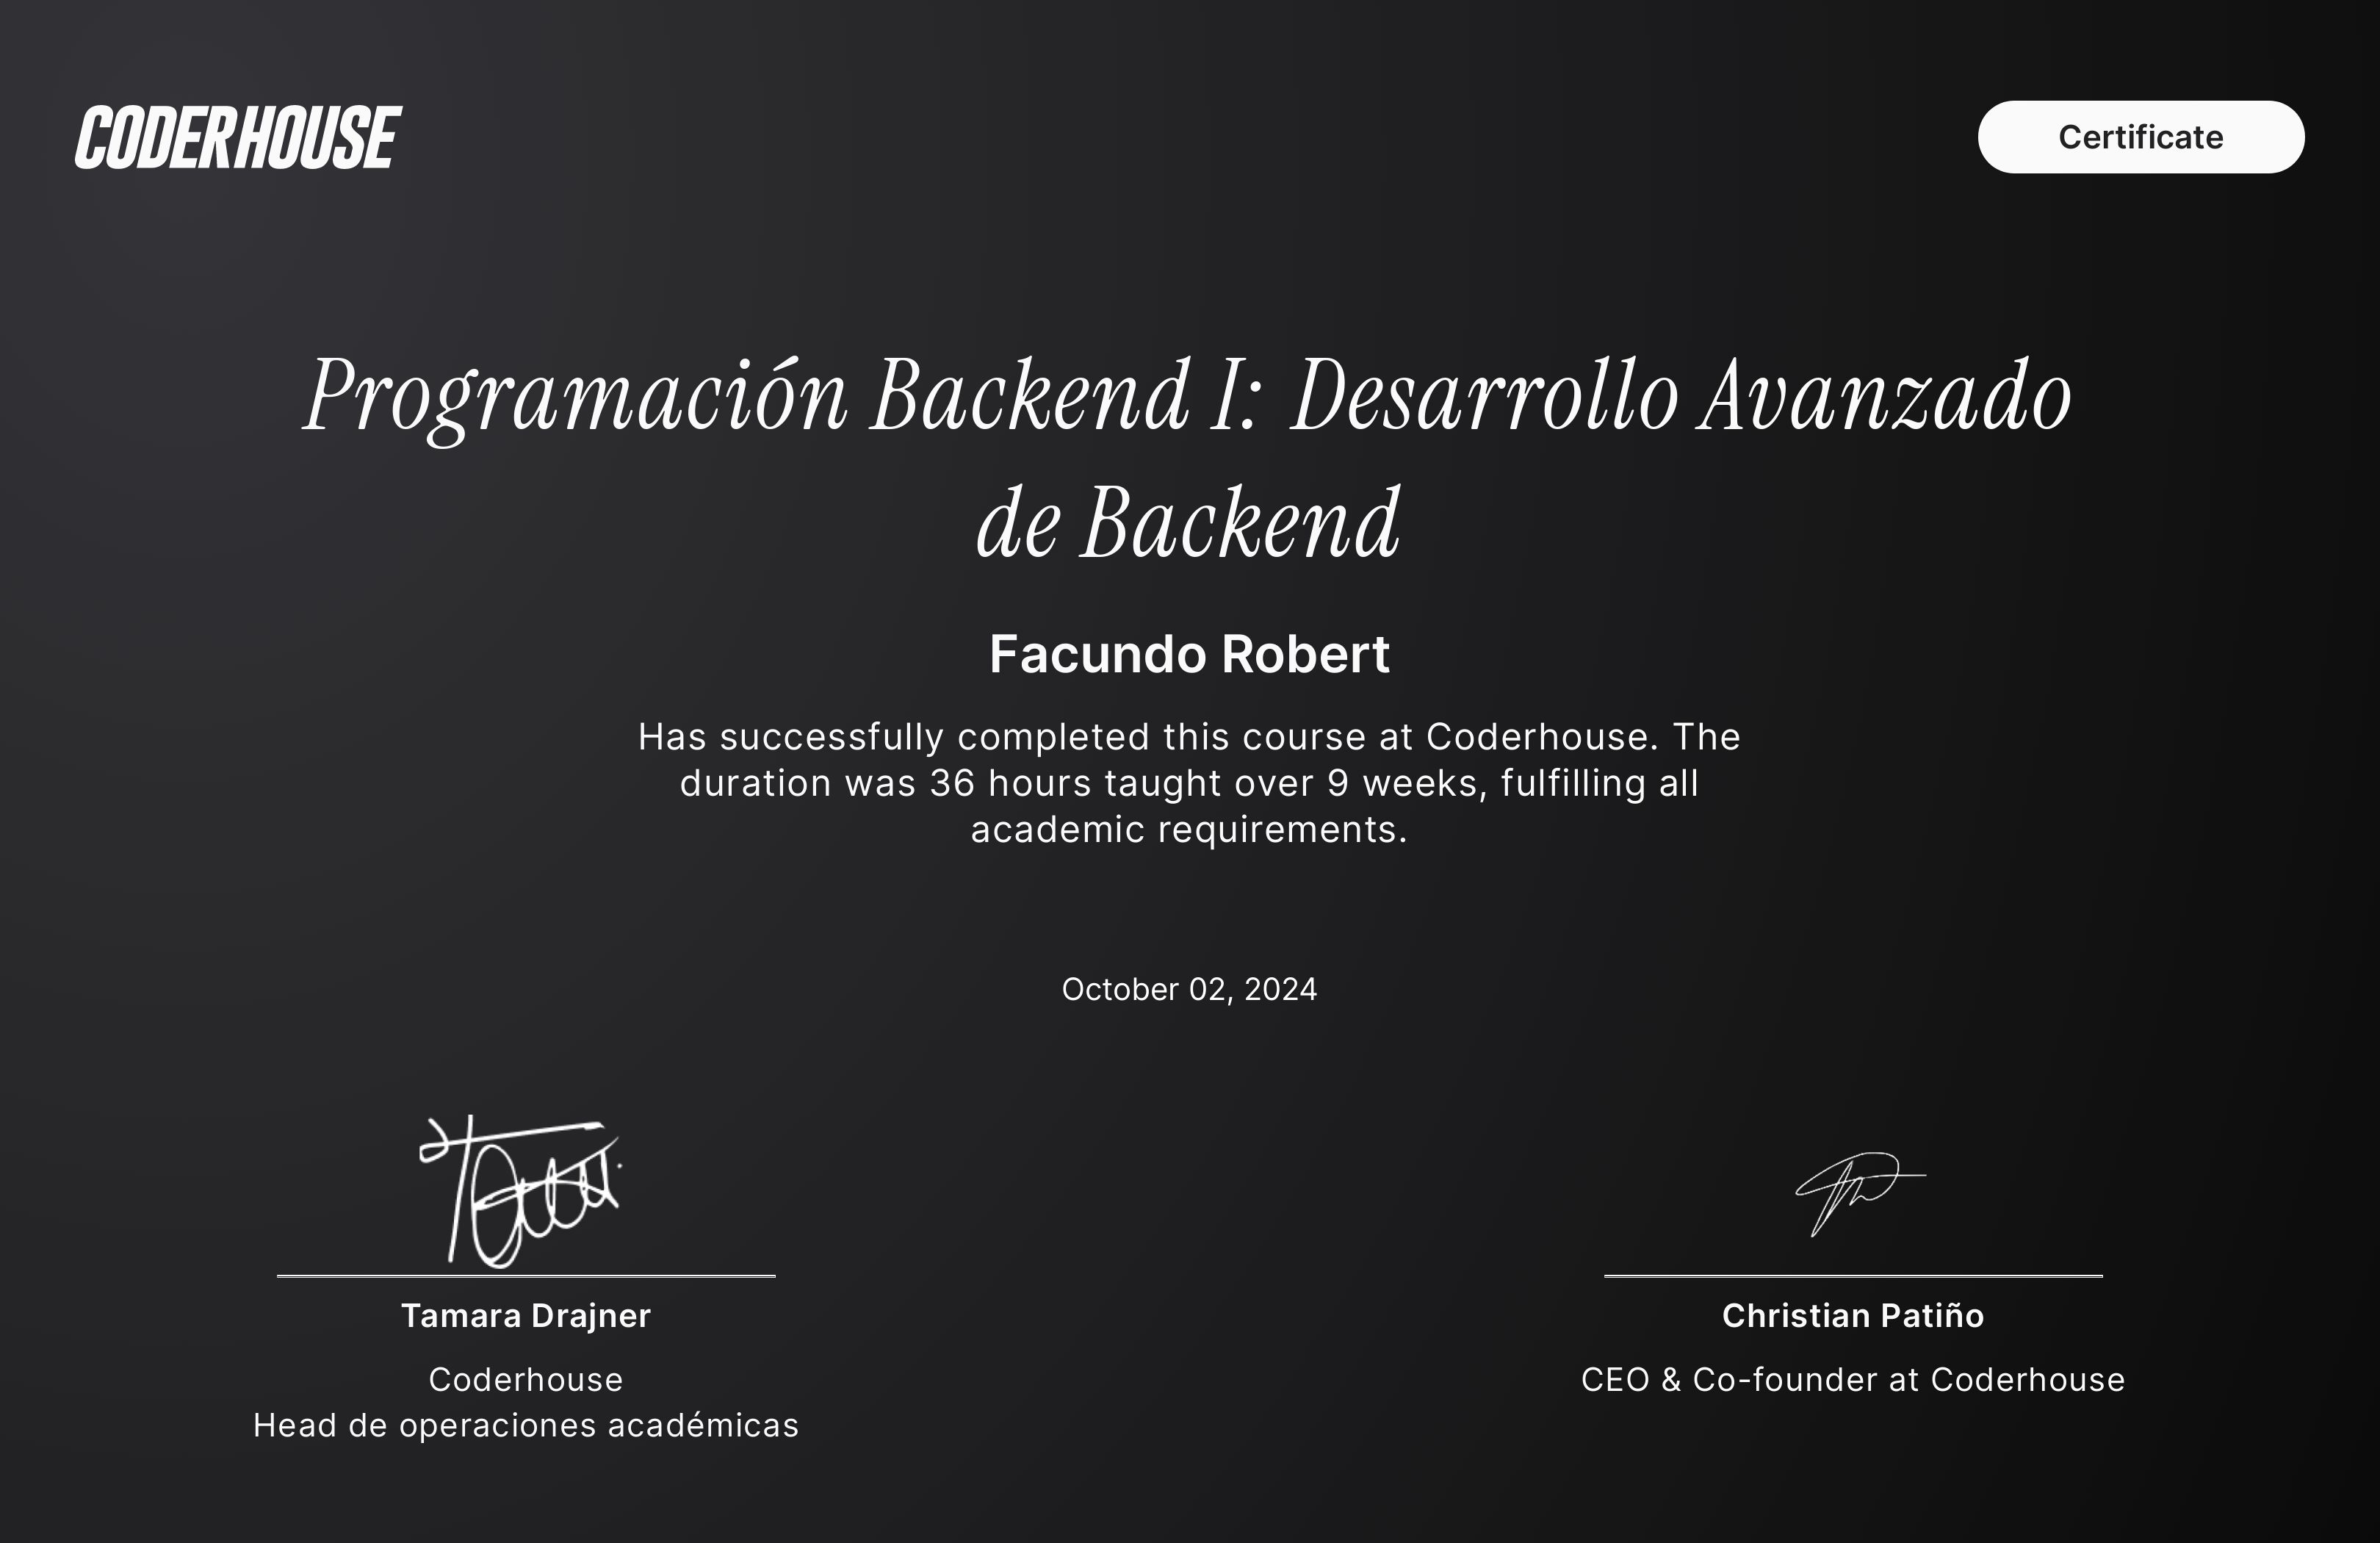 CODERHOUSE
Certificate
Programación Backend I: Desarrollo Avanzado
de Backend
Facundo Robert
Has successfully completed this course at Coderhouse. The
duration was 36 hours taught over 9 weeks, fulfilling all
academic requirements.
October 02, 2024
Tamara Drajner
Coderhouse
Head de operaciones académicas
Christian Patiño
CEO & Co-founder at Coderhouse